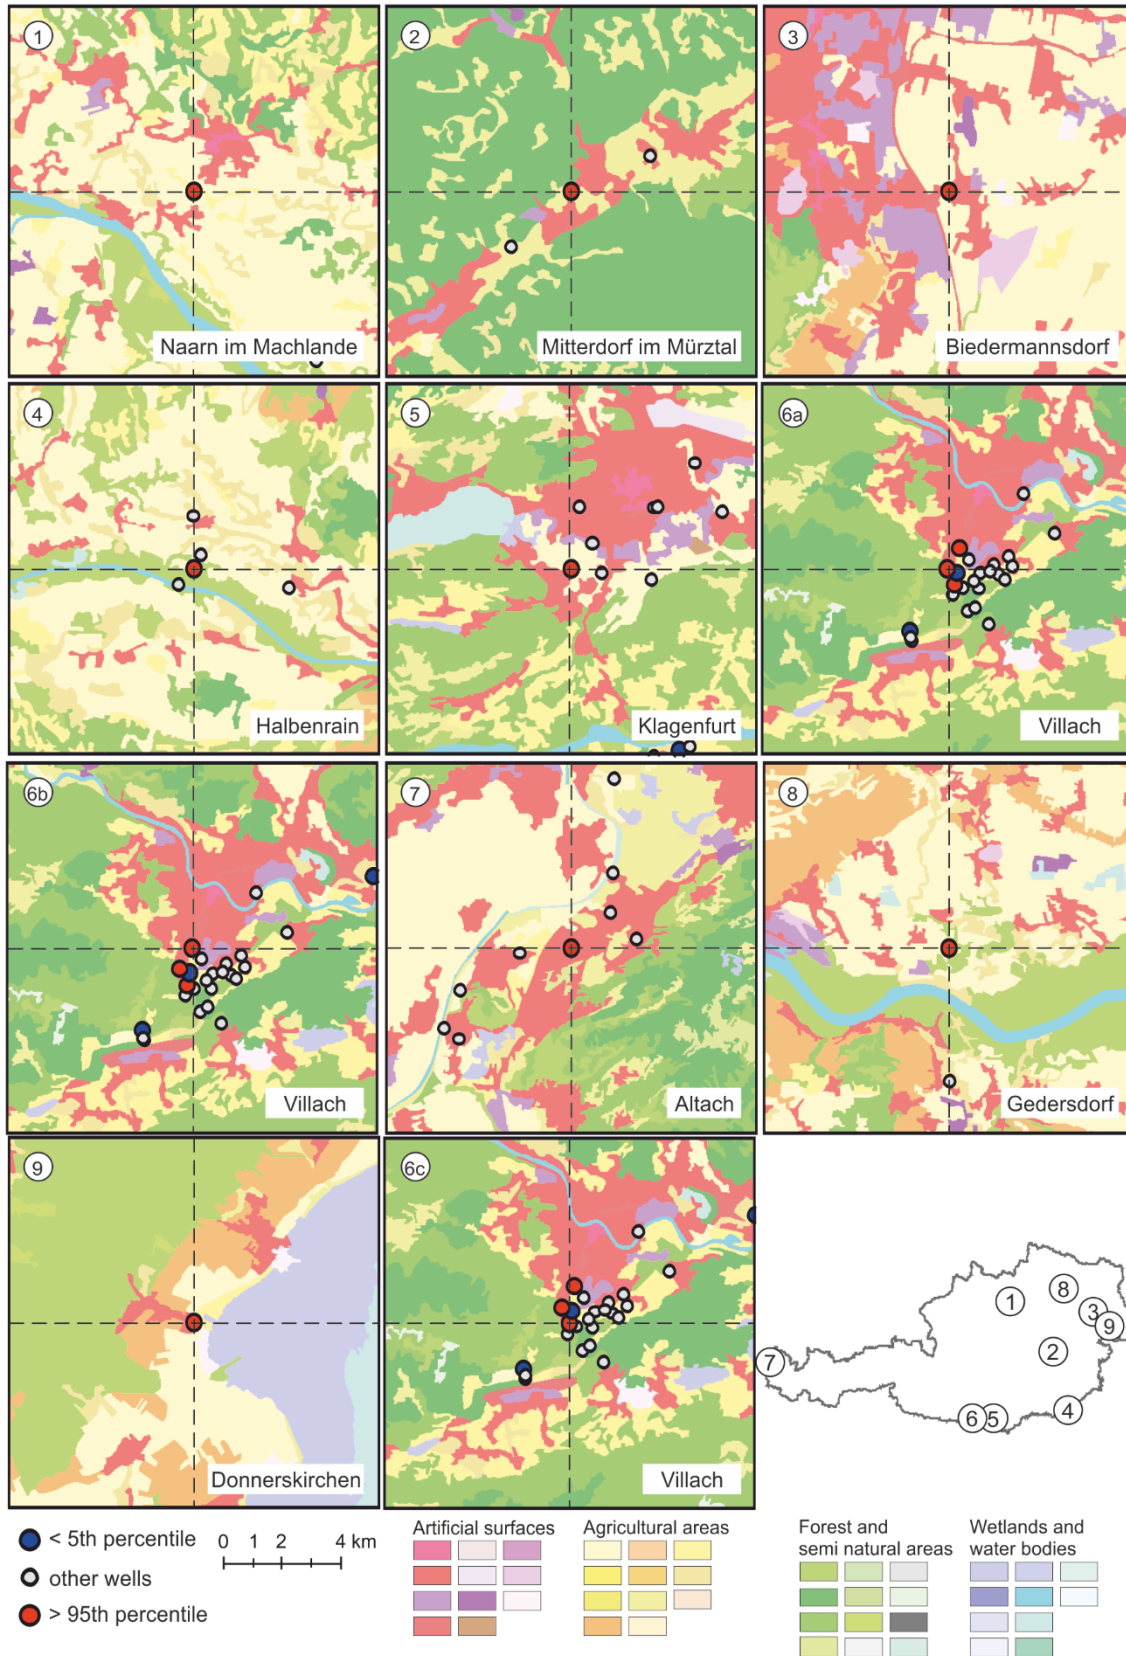 1
2
3
Naarn im Machlande
Mitterdorf im Mürztal
Biedermannsdorf
4
5
6a
Halbenrain
Klagenfurt
Villach
6b
7
8
Villach
Altach
Gedersdorf
9
6c
Donnerskirchen
Villach
1
8
3
9
2
7
4
6
5
< 5th percentile
other wells
> 95th percentile
0 1 2 4 km
Artificial surfaces
Agricultural areas
Forest and
semi natural areas
Wetlands and
water bodies